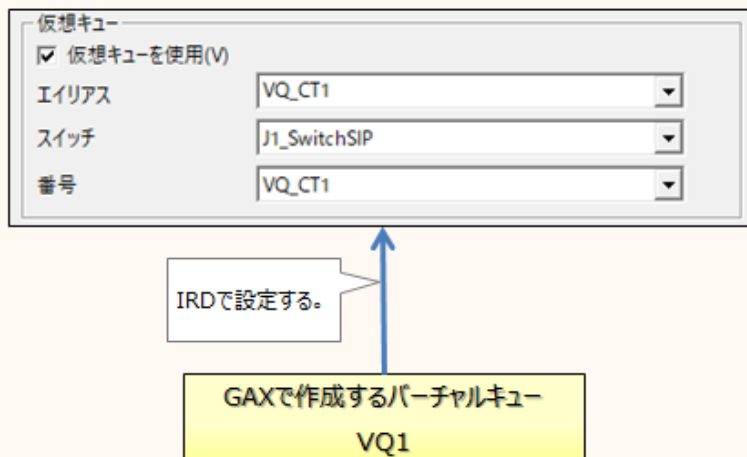 仮想キュー
仮想キューを使用(V)
エイリアス VQ_CT1
スイッチ J1_SwitchSIP
番号 VQ_CT1
IRDで設定する。
GAXで作成するバーチャルキュー
VQ1